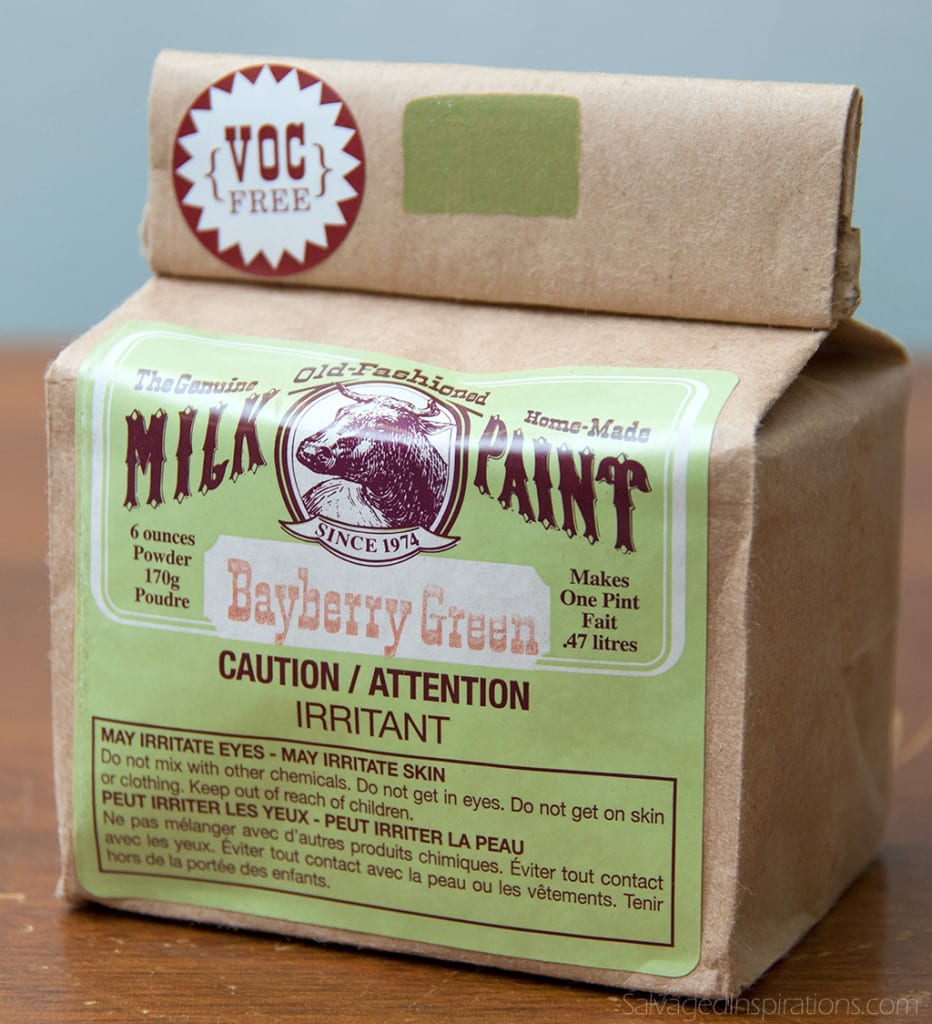 VOC
{FREE}
The Genuine
Old-Fashioned
Home-Made
MILK PAINT
SINCE 1974
6 ounces
Powder
170g
Poudre
Bayberry Green
Makes
One Pint
Fait
.47 litres
CAUTION / ATTENTION
IRRITANT
MAY IRRITATE EYES - MAY IRRITATE SKIN
Do not mix with other chemicals. Do not get in eyes. Do not get on skin
or clothing. Keep out of reach of children.
PEUT IRRITER LES YEUX - PEUT IRRITER LA PEAU
Ne pas mélanger avec d'autres produits chimiques. Éviter tout contact
avec les yeux. Éviter tout contact avec la peau ou les vêtements. Tenir
hors de la portée des enfants.
SalvagedInspirations.com